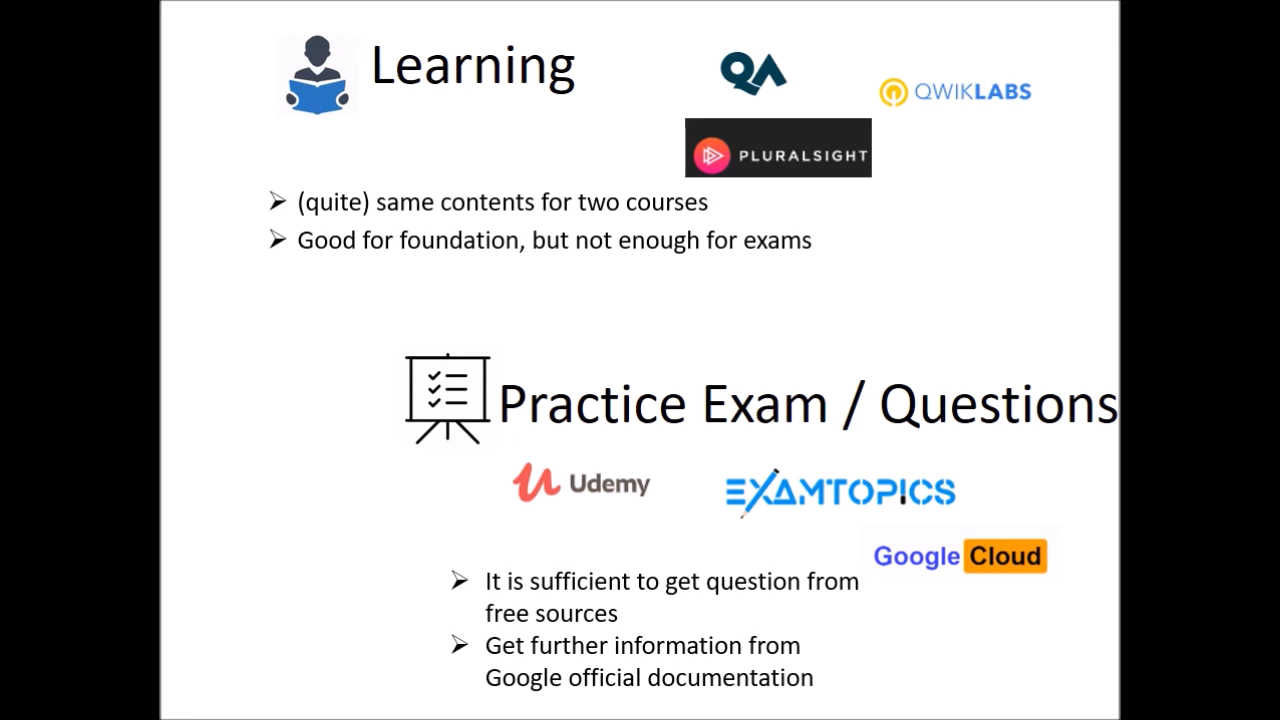 Learning
QA
QWIKLABS
PLURALSIGHT
(quite) same contents for two courses
Good for foundation, but not enough for exams
Practice Exam / Questions
Udemy
EXAMTOPICS
Google Cloud
It is sufficient to get question from
free sources
Get further information from
Google official documentation